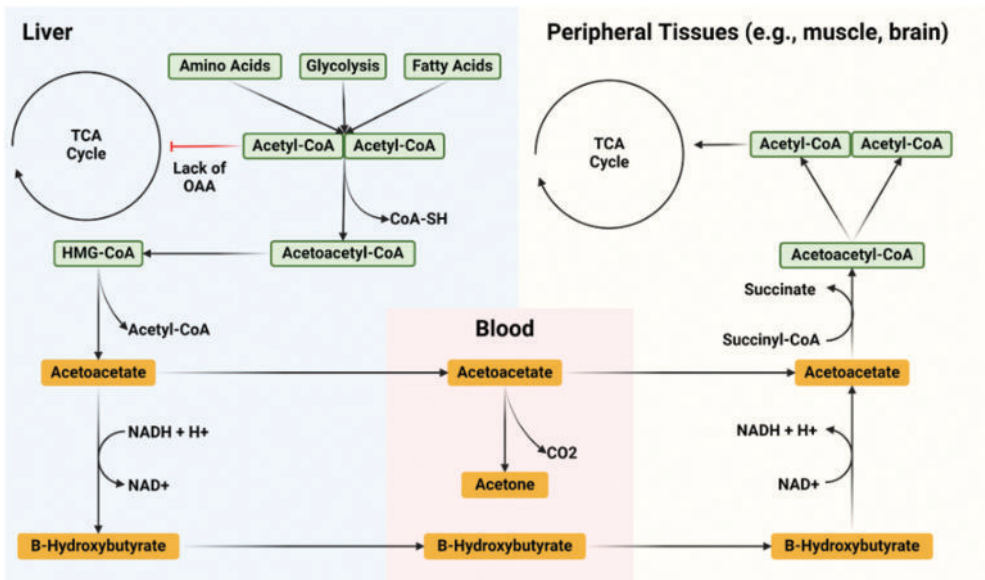 Liver
Amino Acids
Glycolysis
Fatty Acids
TCA
Cycle
Acetyl-CoA
Acetyl-CoA
Lack of
OAA
CoA-SH
HMG-CoA
Acetoacetyl-CoA
Acetyl-CoA
Acetoacetate
NADH + H+
NAD+
B-Hydroxybutyrate
Blood
Acetoacetate
CO2
Acetone
B-Hydroxybutyrate
Peripheral Tissues (e.g., muscle, brain)
TCA
Cycle
Acetyl-CoA
Acetyl-CoA
Acetoacetyl-CoA
Succinate
Succinyl-CoA
Acetoacetate
NADH + H+
NAD+
B-Hydroxybutyrate